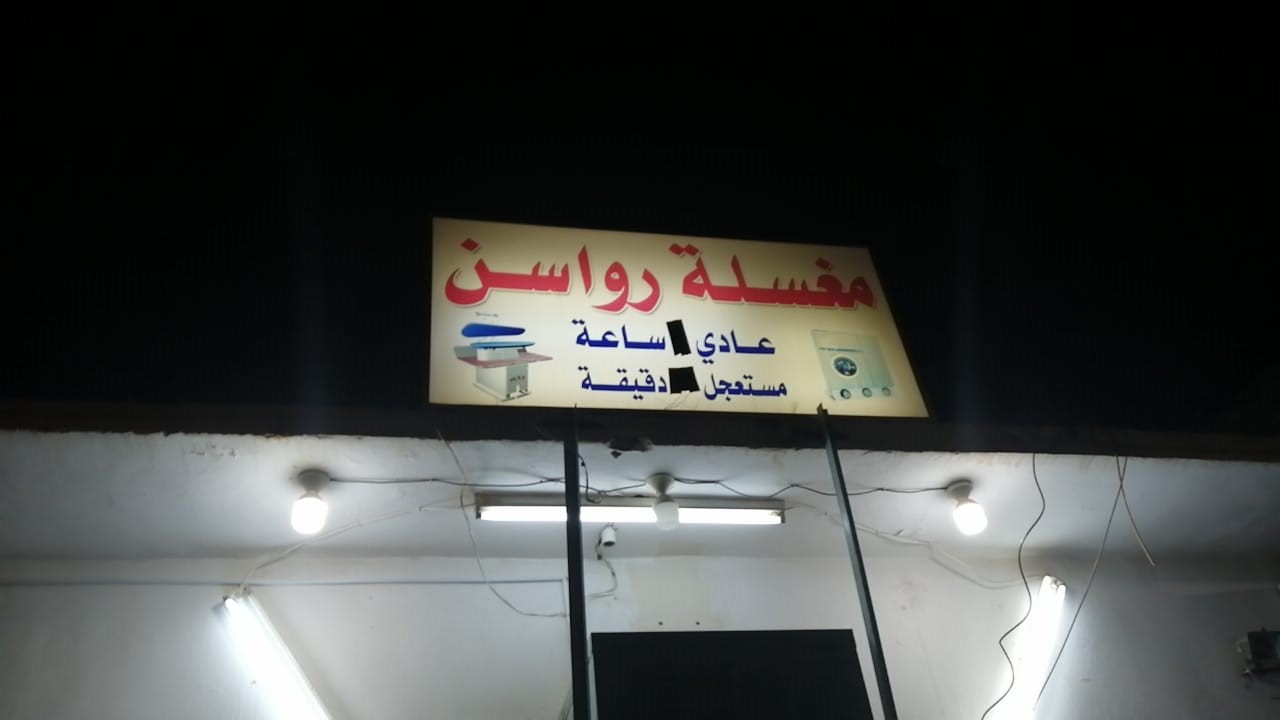 مغسلة رواسن
عادي ساعة
مستعجل دقيقة